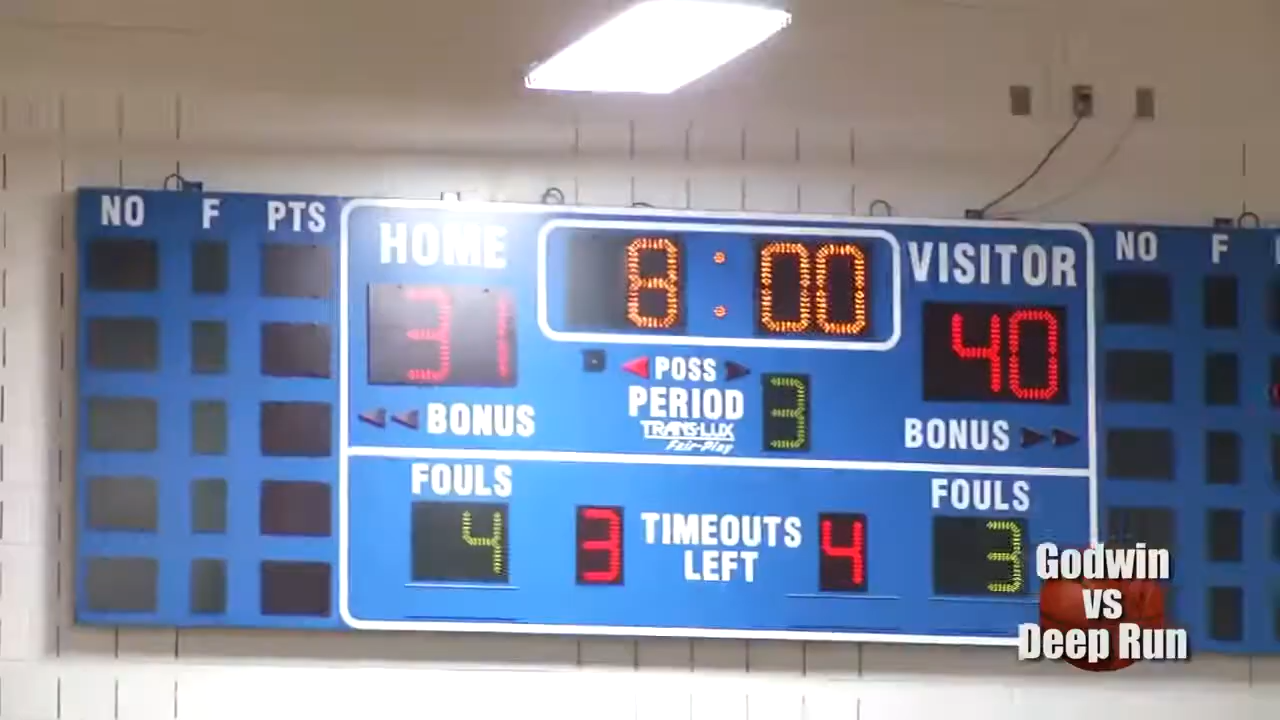 NO F PTS
HOME
8:00
VISITOR
NO F
31
40
POSS
PERIOD 3
TRANS-LUX
Fair-Play
BONUS
BONUS
FOULS
FOULS
4
3
TIMEOUTS
LEFT
4
3
Godwin
vs
Deep Run